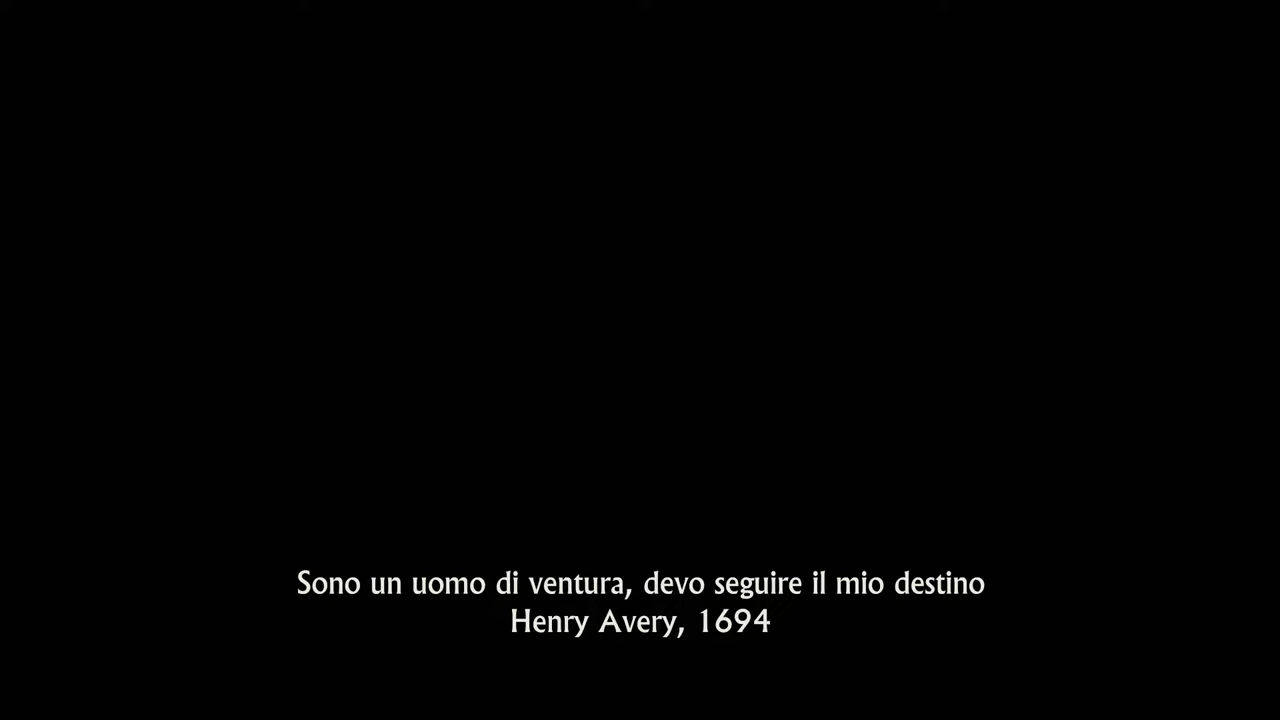 Sono un uomo di ventura, devo seguire il mio destino
Henry Avery, 1694